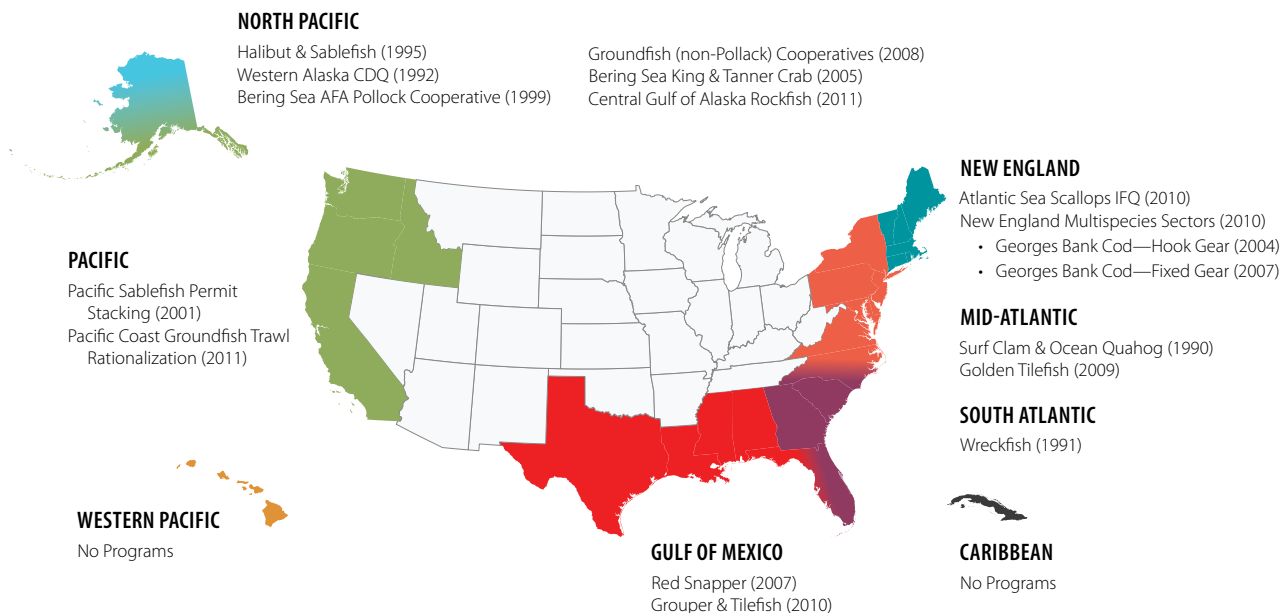 NORTH PACIFIC
Halibut & Sablefish (1995)
Western Alaska CDQ (1992)
Bering Sea AFA Pollock Cooperative (1999)
Groundfish (non-Pollack) Cooperatives (2008)
Bering Sea King & Tanner Crab (2005)
Central Gulf of Alaska Rockfish (2011)
NEW ENGLAND
Atlantic Sea Scallops IFQ (2010)
New England Multispecies Sectors (2010)
• Georges Bank Cod—Hook Gear (2004)
• Georges Bank Cod—Fixed Gear (2007)
PACIFIC
Pacific Sablefish Permit
Stacking (2001)
Pacific Coast Groundfish Trawl
Rationalization (2011)
MID-ATLANTIC
Surf Clam & Ocean Quahog (1990)
Golden Tilefish (2009)
SOUTH ATLANTIC
Wreckfish (1991)
WESTERN PACIFIC
No Programs
GULF OF MEXICO
Red Snapper (2007)
Grouper & Tilefish (2010)
CARIBBEAN
No Programs